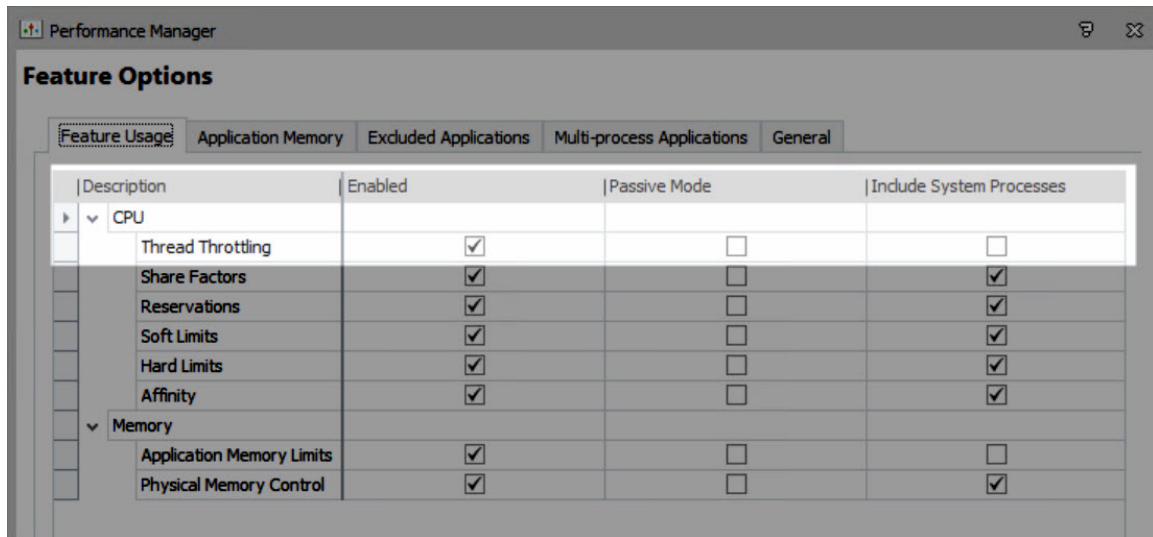 Performance Manager
Feature Options
Feature Usage Application Memory Excluded Applications Multi-process Applications General
Description Enabled Passive Mode Include System Processes
CPU
Thread Throttling
Share Factors
Reservations
Soft Limits
Hard Limits
Affinity
Memory
Application Memory Limits
Physical Memory Control